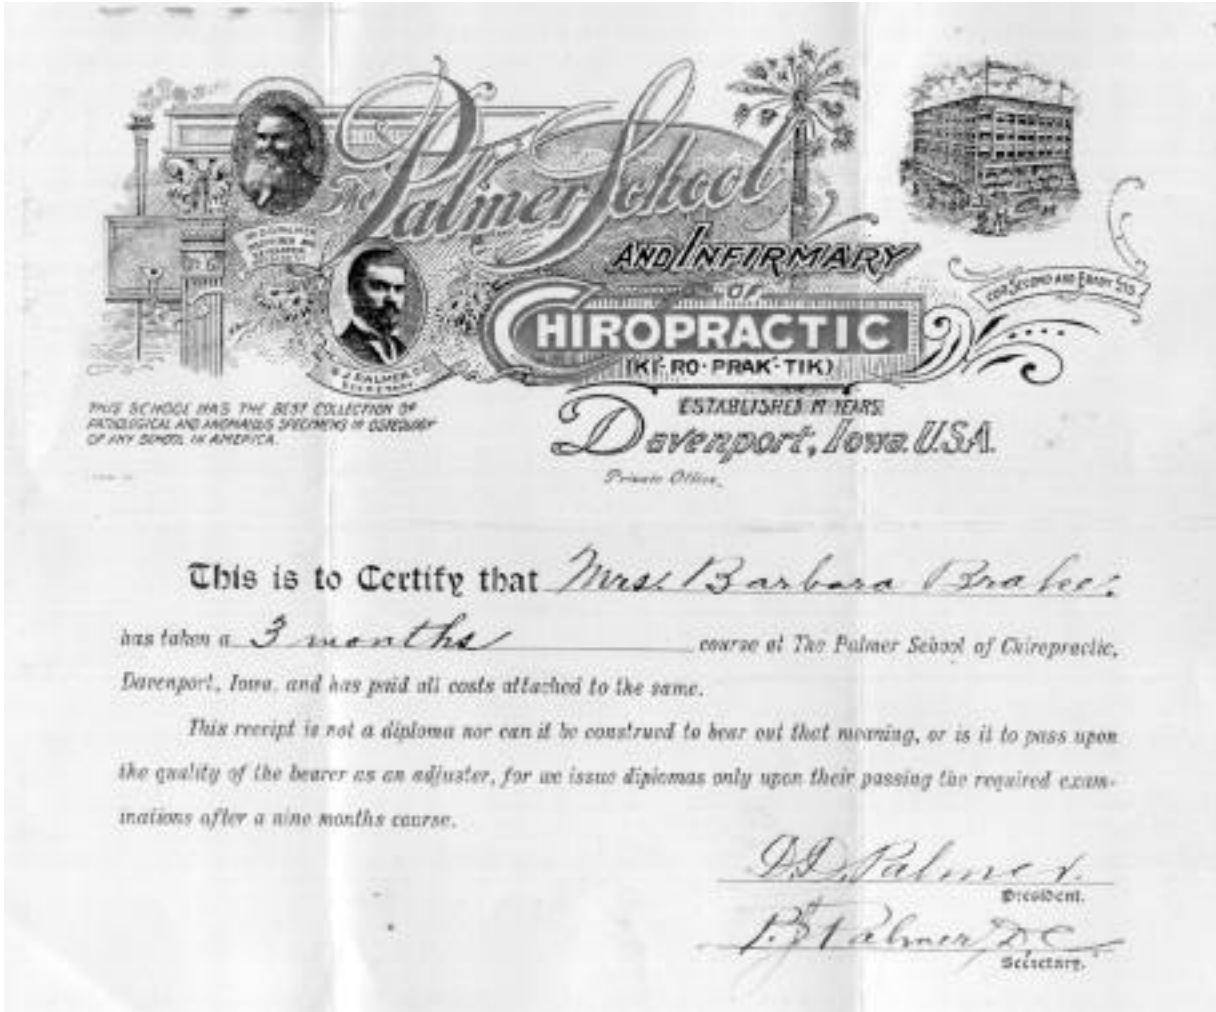 The Palmer School
AND INFIRMARY
OF
CHIROPRACTIC
(KI-RO-PRAK-TIK)
ESTABLISHED 17 YEARS.
Davenport, Iowa. U.S.A.
Private Office.
COR. SECOND AND BRADY STS.
B.J. PALMER, D.C.
SECRETARY
THIS SCHOOL HAS THE BEST COLLECTION OF
PATHOLOGICAL AND ANOMALOUS SPECIMENS IN OSTEOLOGY
OF ANY SCHOOL IN AMERICA.
This is to Certify that Mrs. Barbara
has taken a 3 months course at The Palmer School of Chiropractic,
Davenport, Iowa, and has paid all costs attached to the same.
This receipt is not a diploma nor can it be construed to bear out that meaning, or is it to pass upon
the quality of the bearer as an adjuster, for we issue diplomas only upon their passing the required exam-
inations after a nine months course.
D.D. Palmer.
President.
B.J. Palmer, D.C.
Secretary.